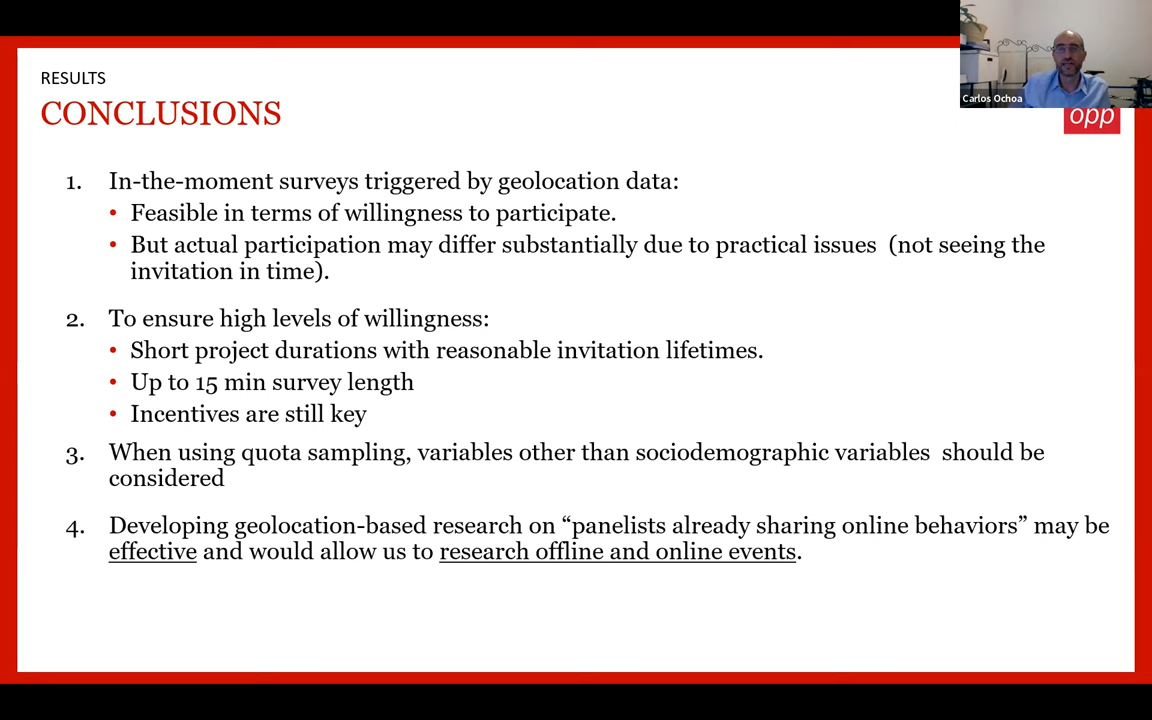 RESULTS
CONCLUSIONS
Carlos Ochoa
opp
1. In-the-moment surveys triggered by geolocation data:
• Feasible in terms of willingness to participate.
• But actual participation may differ substantially due to practical issues (not seeing the
invitation in time).
2. To ensure high levels of willingness:
• Short project durations with reasonable invitation lifetimes.
• Up to 15 min survey length
• Incentives are still key
3. When using quota sampling, variables other than sociodemographic variables should be
considered
4. Developing geolocation-based research on “panelists already sharing online behaviors” may be
effective and would allow us to research offline and online events.